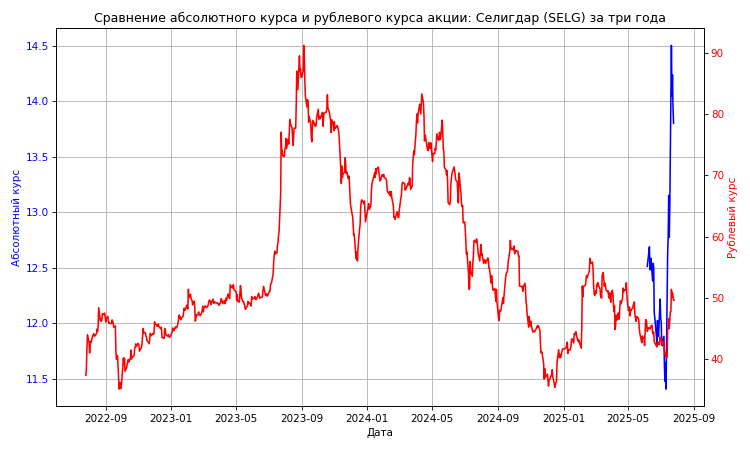 Сравнение абсолютного курса и рублевого курса акции: Селигдар (SELG) за три года
14.5
14.0
13.5
13.0
12.5
12.0
11.5
Абсолютный курс
90
80
70
60
50
40
Рублевый курс
2022-09 2023-01 2023-05 2023-09 2024-01 2024-05 2024-09 2025-01 2025-05 2025-09
Дата